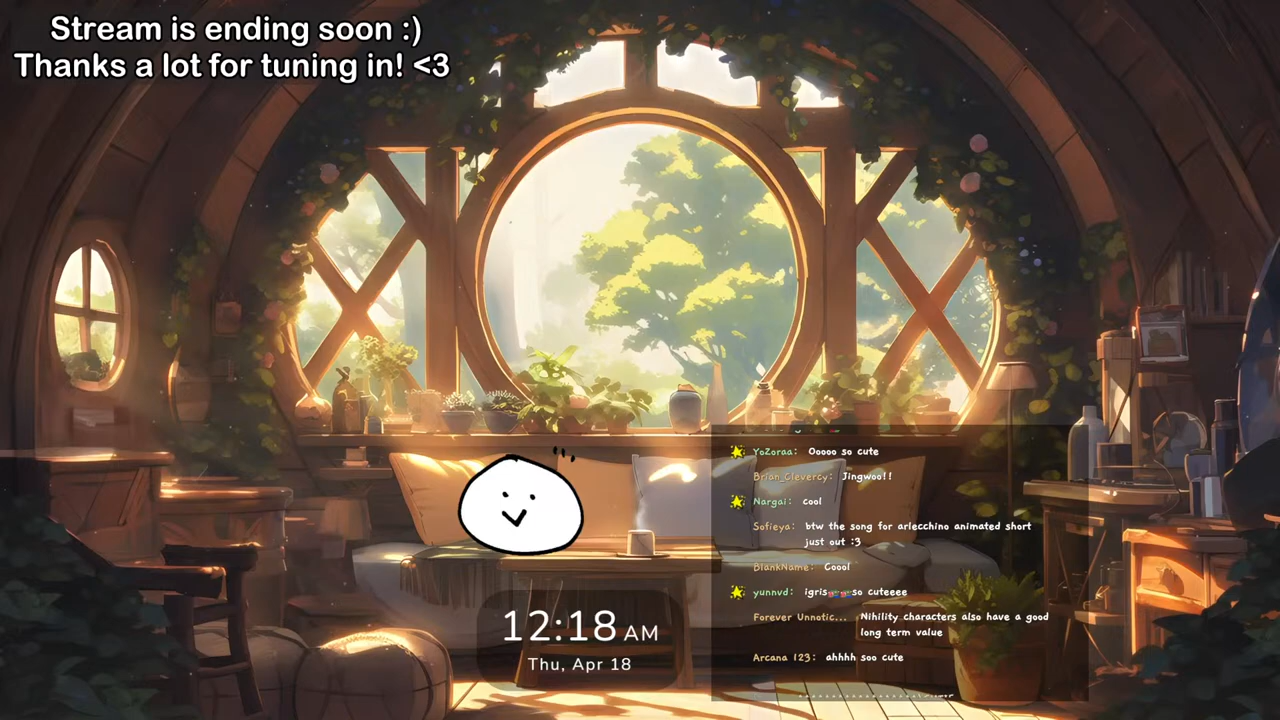 Stream is ending soon :)
Thanks a lot for tuning in! <3
YoZoraa: Ooooo so cute
Brian_Clevercy: Jingwoo!!
Nargai: cool
Sofieya: btw the song for arlecchino animated short
just out :3
BlankName: Coool
yunnvd: igris so cuteeee
Forever Unnotic... Nihility characters also have a good
long term value
Arcana 123: ahhhh soo cute
12:18 AM
Thu, Apr 18